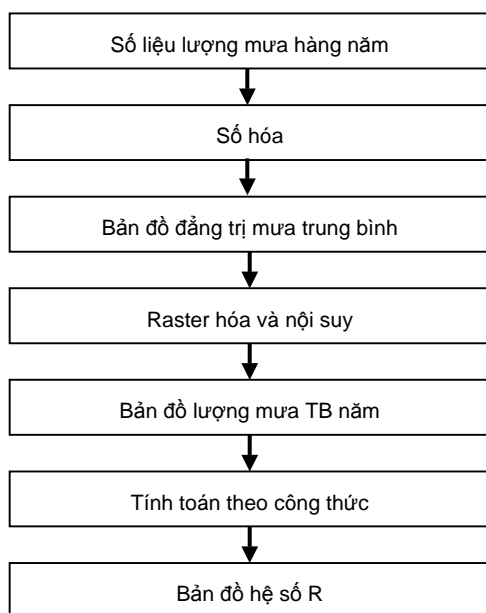 Số liệu lượng mưa hàng năm
Số hóa
Bản đồ đẳng trị mưa trung bình
Raster hóa và nội suy
Bản đồ lượng mưa TB năm
Tính toán theo công thức
Bản đồ hệ số R